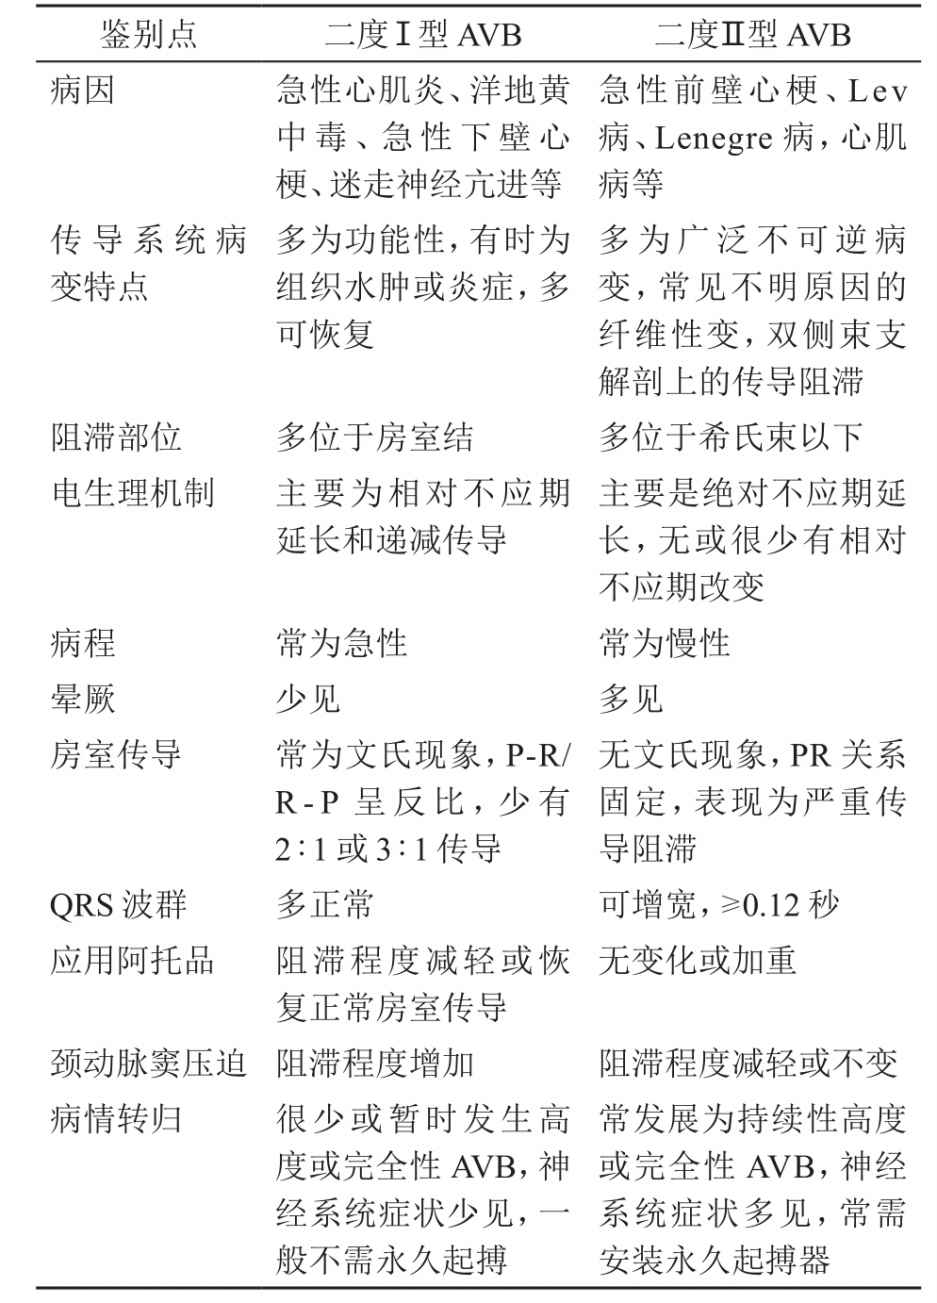 鉴别点 二度Ⅰ型 AVB 二度Ⅱ型 AVB
病因 急性心肌炎、洋地黄 急性前壁心梗、Lev
中毒、急性下壁心 病、Lenegre 病，心肌
梗、迷走神经亢进等 病等
传导系统病 多为功能性，有时为 多为广泛不可逆病
变特点 组织水肿或炎症，多 变，常见不明原因的
可恢复 纤维性变，双侧束支
解剖上的传导阻滞
阻滞部位 多位于房室结 多位于希氏束以下
电生理机制 主要为相对不应期 主要是绝对不应期延
延长和递减传导 长，无或很少有相对
不应期改变
病程 常为急性 常为慢性
晕厥 少见 多见
房室传导 常为文氏现象，P-R/ 无文氏现象，PR 关系
R-P 呈反比，少有 固定，表现为严重传
2∶1 或 3∶1 传导 导阻滞
QRS 波群 多正常 可增宽，≥0.12 秒
应用阿托品 阻滞程度减轻或恢 无变化或加重
复正常房室传导
颈动脉窦压迫 阻滞程度增加 阻滞程度减轻或不变
病情转归 很少或暂时发生高 常发展为持续性高度
度或完全性 AVB，神 或完全性 AVB，神经
经系统症状少见，一 系统症状多见，常需
般不需永久起搏 安装永久起搏器